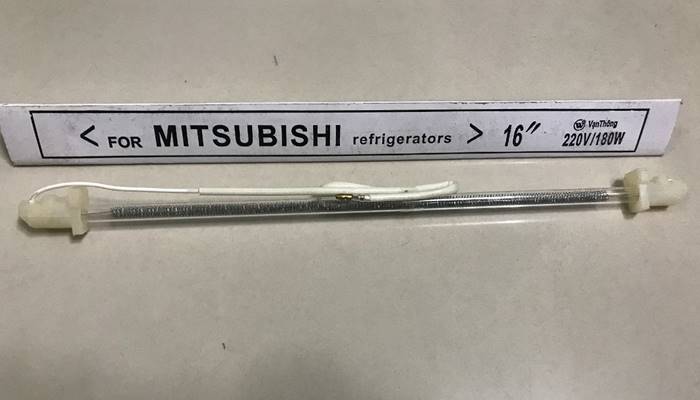 < FOR MITSUBISHI refrigerators > 16″
VạnThông
220V/180W